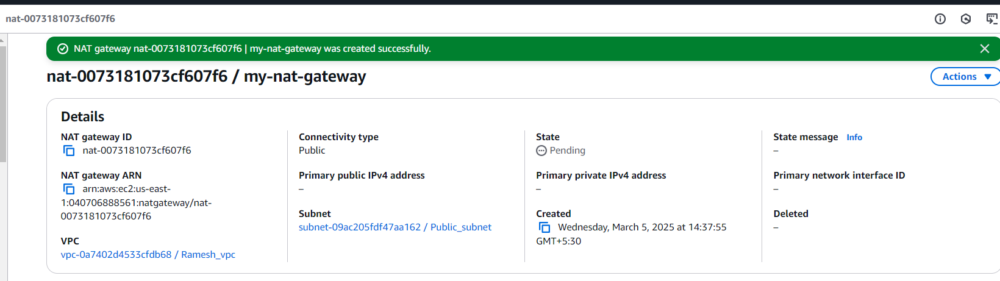 nat-0073181073cf607f6
NAT gateway nat-0073181073cf607f6 | my-nat-gateway was created successfully.
nat-0073181073cf607f6 / my-nat-gateway
Actions
Details
NAT gateway ID
nat-0073181073cf607f6
NAT gateway ARN
arn:aws:ec2:us-east-
1:040706888561:natgateway/nat-
0073181073cf607f6
VPC
vpc-0a7402d4533cfdb68 / Ramesh_vpc
Connectivity type
Public
Primary public IPv4 address
–
Subnet
subnet-09ac205fdf47aa162 / Public_subnet
State
Pending
Primary private IPv4 address
–
Created
Wednesday, March 5, 2025 at 14:37:55
GMT+5:30
State message Info
–
Primary network interface ID
–
Deleted
–